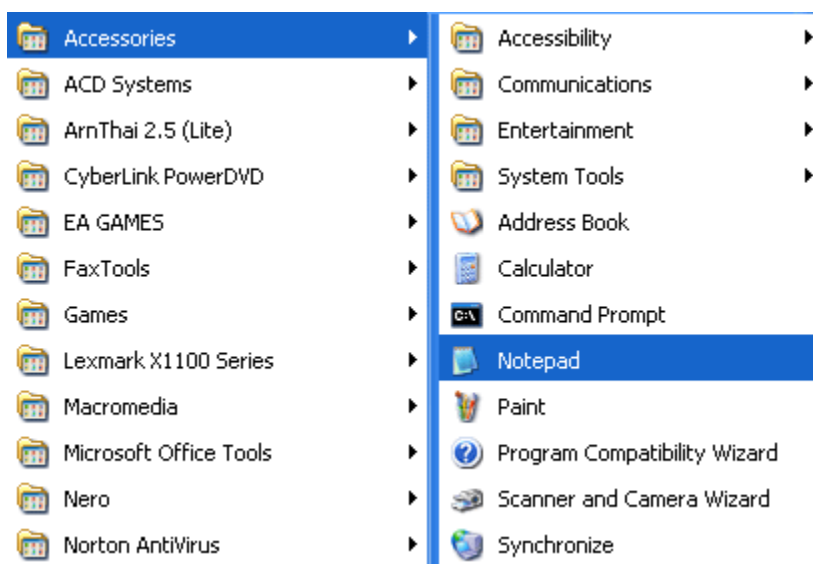 Accessories
ACD Systems
ArnThai 2.5 (Lite)
CyberLink PowerDVD
EA GAMES
FaxTools
Games
Lexmark X1100 Series
Macromedia
Microsoft Office Tools
Nero
Norton AntiVirus
Accessibility
Communications
Entertainment
System Tools
Address Book
Calculator
Command Prompt
Notepad
Paint
Program Compatibility Wizard
Scanner and Camera Wizard
Synchronize